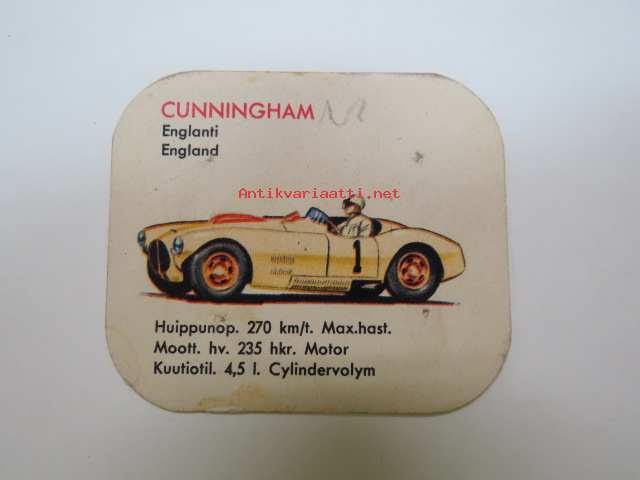 CUNNINGHAM
Englanti
England
Antikvariaatti.net
1
Huippunop. 270 km/t. Max.hast.
Moott. hv. 235 hkr. Motor
Kuutiotil. 4,5 l. Cylindervolym